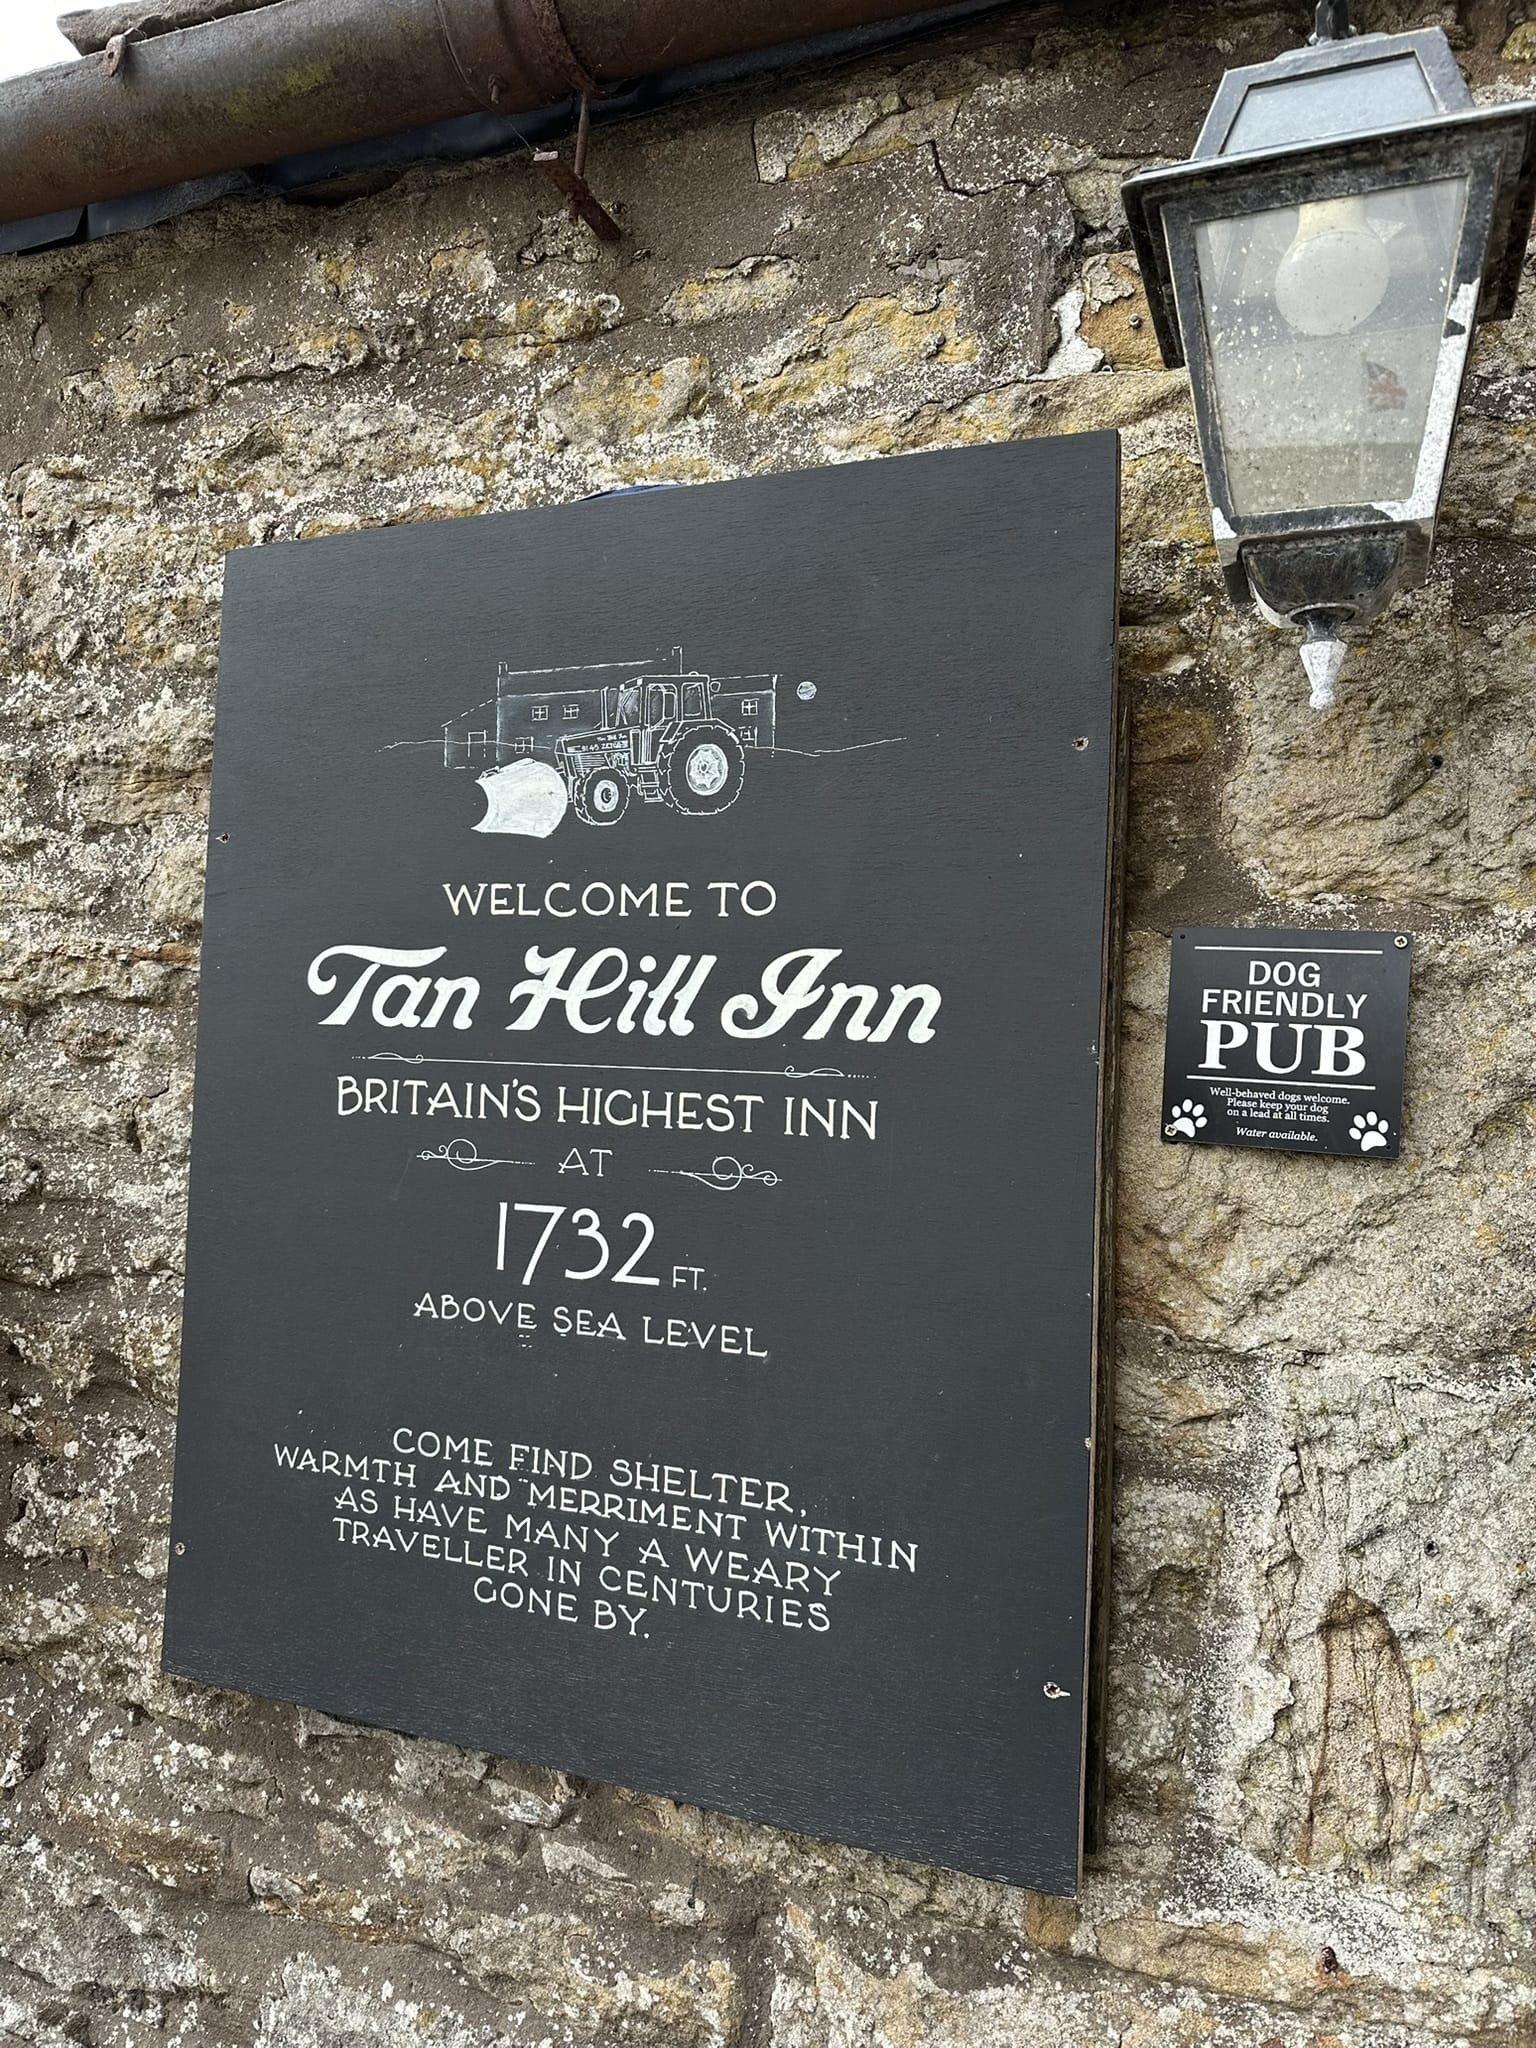 WELCOME TO
Tan Hill Inn
BRITAIN'S HIGHEST INN
AT
1732 FT.
ABOVE SEA LEVEL
COME FIND SHELTER,
WARMTH AND MERRIMENT WITHIN
AS HAVE MANY A WEARY
TRAVELLER IN CENTURIES
GONE BY.
DOG
FRIENDLY
PUB
Well-behaved dogs welcome.
Please keep your dog
on a lead at all times.
Water available.